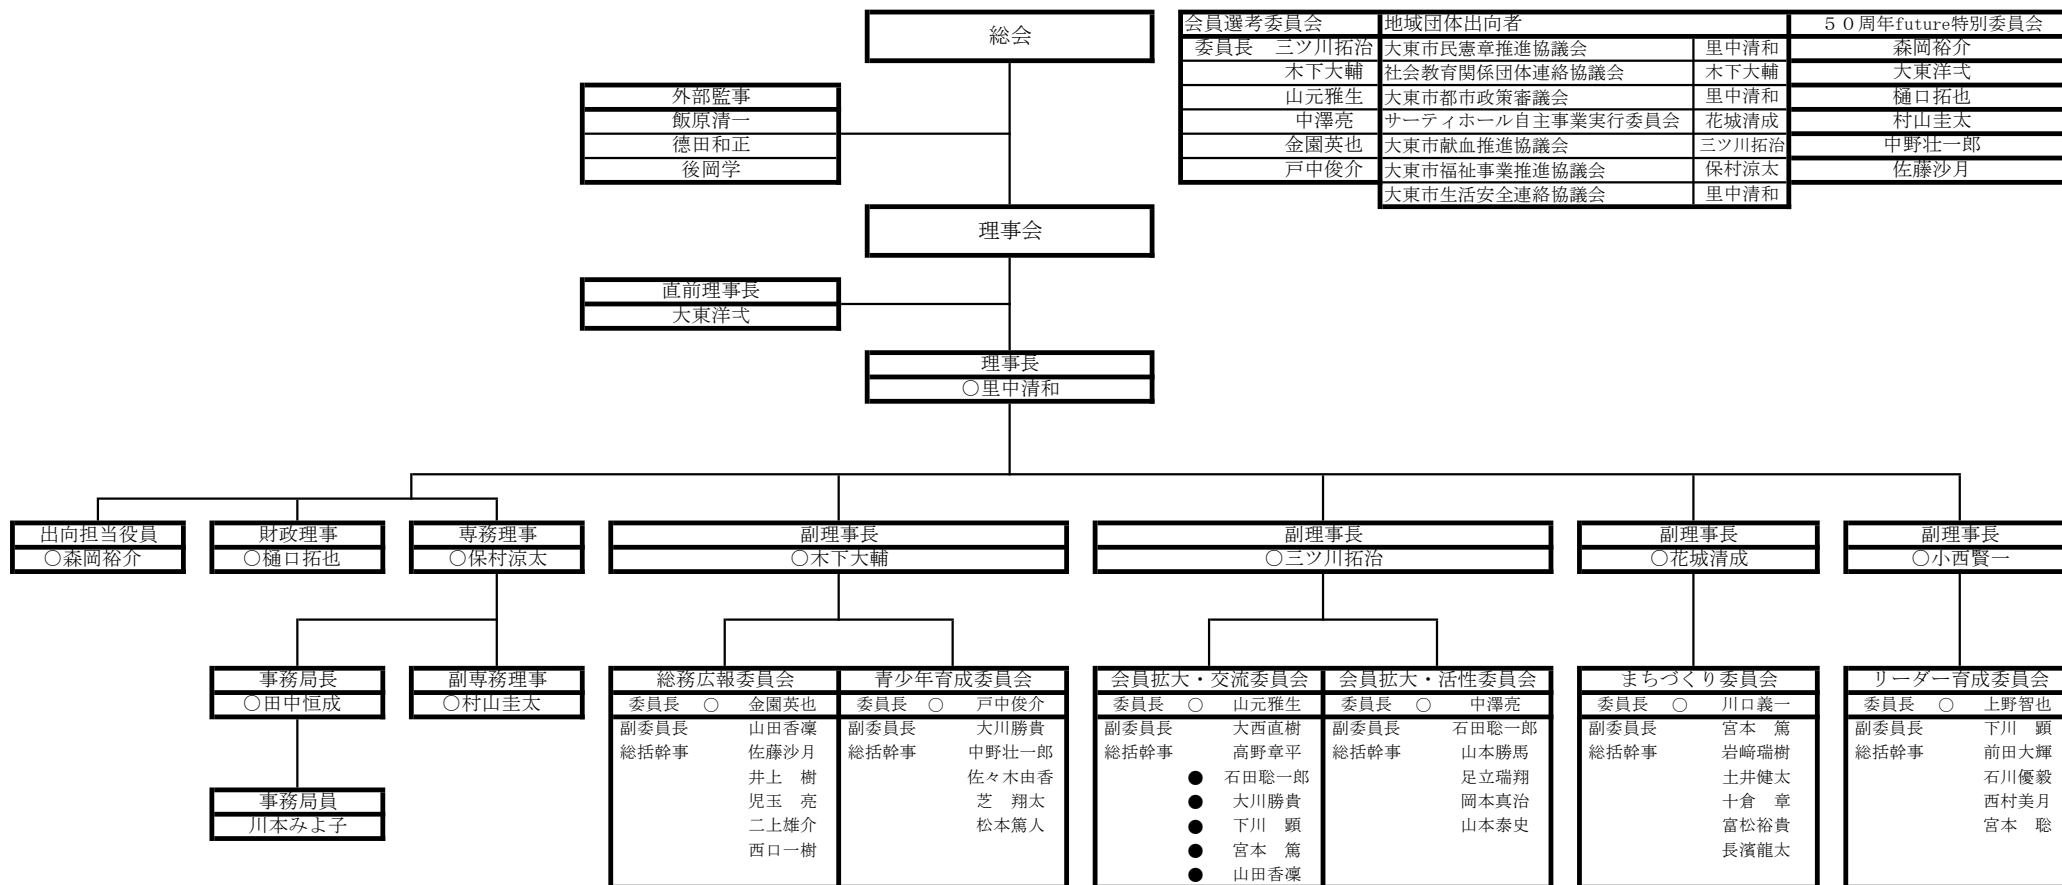 総会
会員選考委員会 地域団体出向者 ５０周年future特別委員会
委員長 三ツ川拓治 大東市民憲章推進協議会 里中清和 森岡裕介
木下大輔 社会教育関係団体連絡協議会 木下大輔 大東洋弌
外部監事 山元雅生 大東市都市政策審議会 里中清和 樋口拓也
飯原清一 中澤亮 サーティホール自主事業実行委員会 花城清成 村山圭太
德田和正 金園英也 大東市献血推進協議会 三ツ川拓治 中野壮一郎
後岡学 戸中俊介 大東市福祉事業推進協議会 保村涼太 佐藤沙月
大東市生活安全連絡協議会 里中清和
理事会
直前理事長
大東洋弌
理事長
○里中清和
出向担当役員 財政理事 専務理事 副理事長 副理事長 副理事長 副理事長
○森岡裕介 ○樋口拓也 ○保村涼太 ○木下大輔 ○三ツ川拓治 ○花城清成 ○小西賢一
事務局長 副専務理事 総務広報委員会 青少年育成委員会 会員拡大・交流委員会 会員拡大・活性委員会 まちづくり委員会 リーダー育成委員会
○田中恒成 ○村山圭太 委員長 ○ 金園英也 委員長 ○ 戸中俊介 委員長 ○ 山元雅生 委員長 ○ 中澤亮 委員長 ○ 川口義一 委員長 ○ 上野智也
副委員長 山田香凜 副委員長 大川勝貴 副委員長 大西直樹 副委員長 石田聡一郎 副委員長 宮本　篤 副委員長 下川　顕
総括幹事 佐藤沙月 総括幹事 中野壮一郎 総括幹事 高野章平 総括幹事 山本勝馬 総括幹事 岩﨑瑞樹 総括幹事 前田大輝
井上　樹 佐々木由香 ● 石田聡一郎 足立瑞翔 土井健太 石川優毅
事務局員 児玉　亮 芝　翔太 ● 大川勝貴 岡本真治 十倉　章 西村美月
川本みよ子 二上雄介 松本篤人 ● 下川　顕 山本泰史 富松裕貴 宮本　聡
西口一樹 ● 宮本　篤 長濱龍太
● 山田香凜